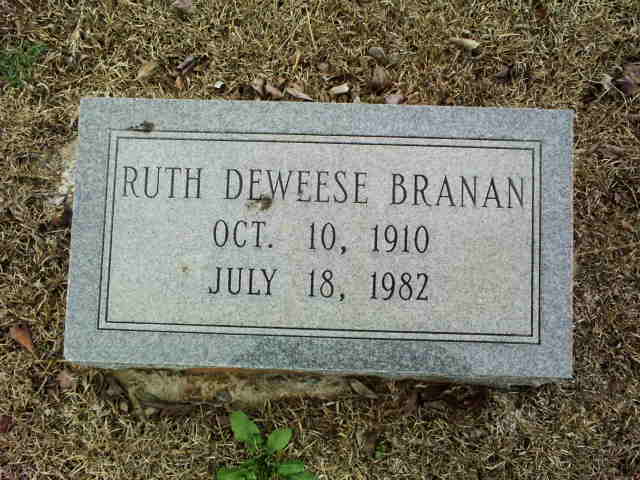 RUTH DEWEESE BRANAN
OCT. 10, 1910
JULY 18, 1982